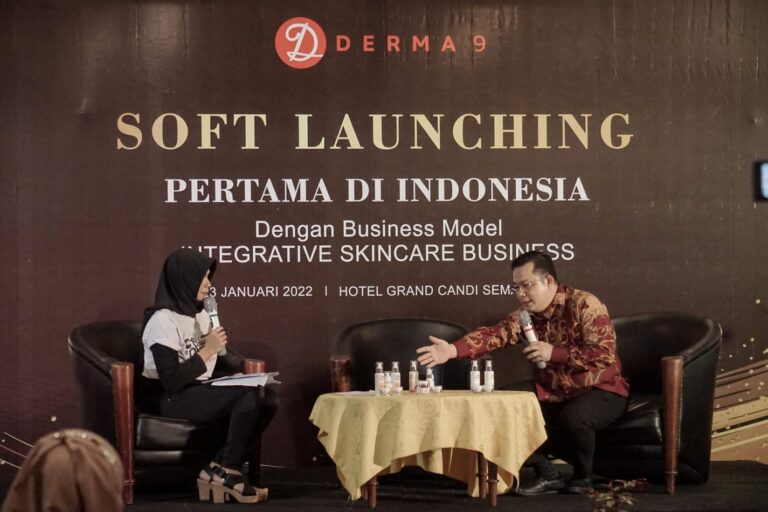 DERMA 9
SOFT LAUNCHING
PERTAMA DI INDONESIA
Dengan Business Model
INTEGRATIVE SKINCARE BUSINESS
JANUARI 2022 | HOTEL GRAND CANDI